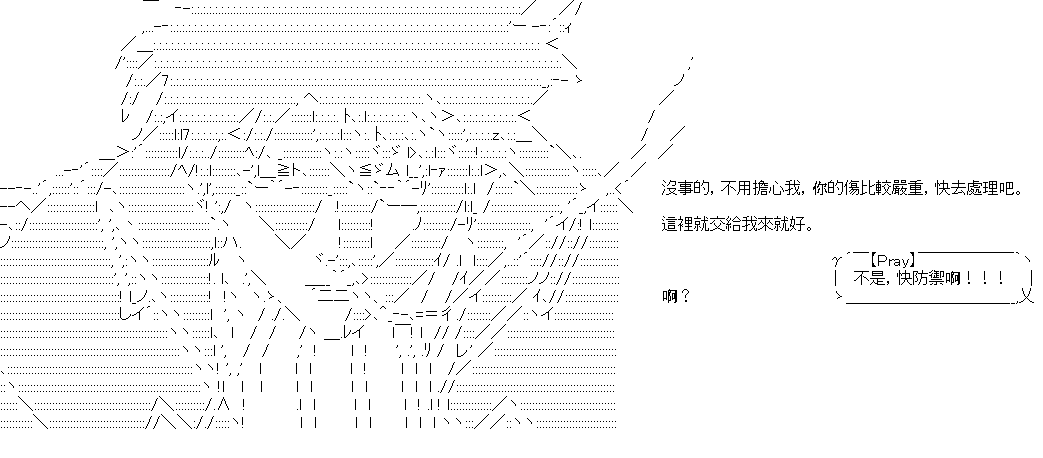 沒事的，不用擔心我，你的傷比較嚴重，快去處理吧。
這裡就交給我來就好。
【Pray】
不是，快防禦啊！！！
啊？